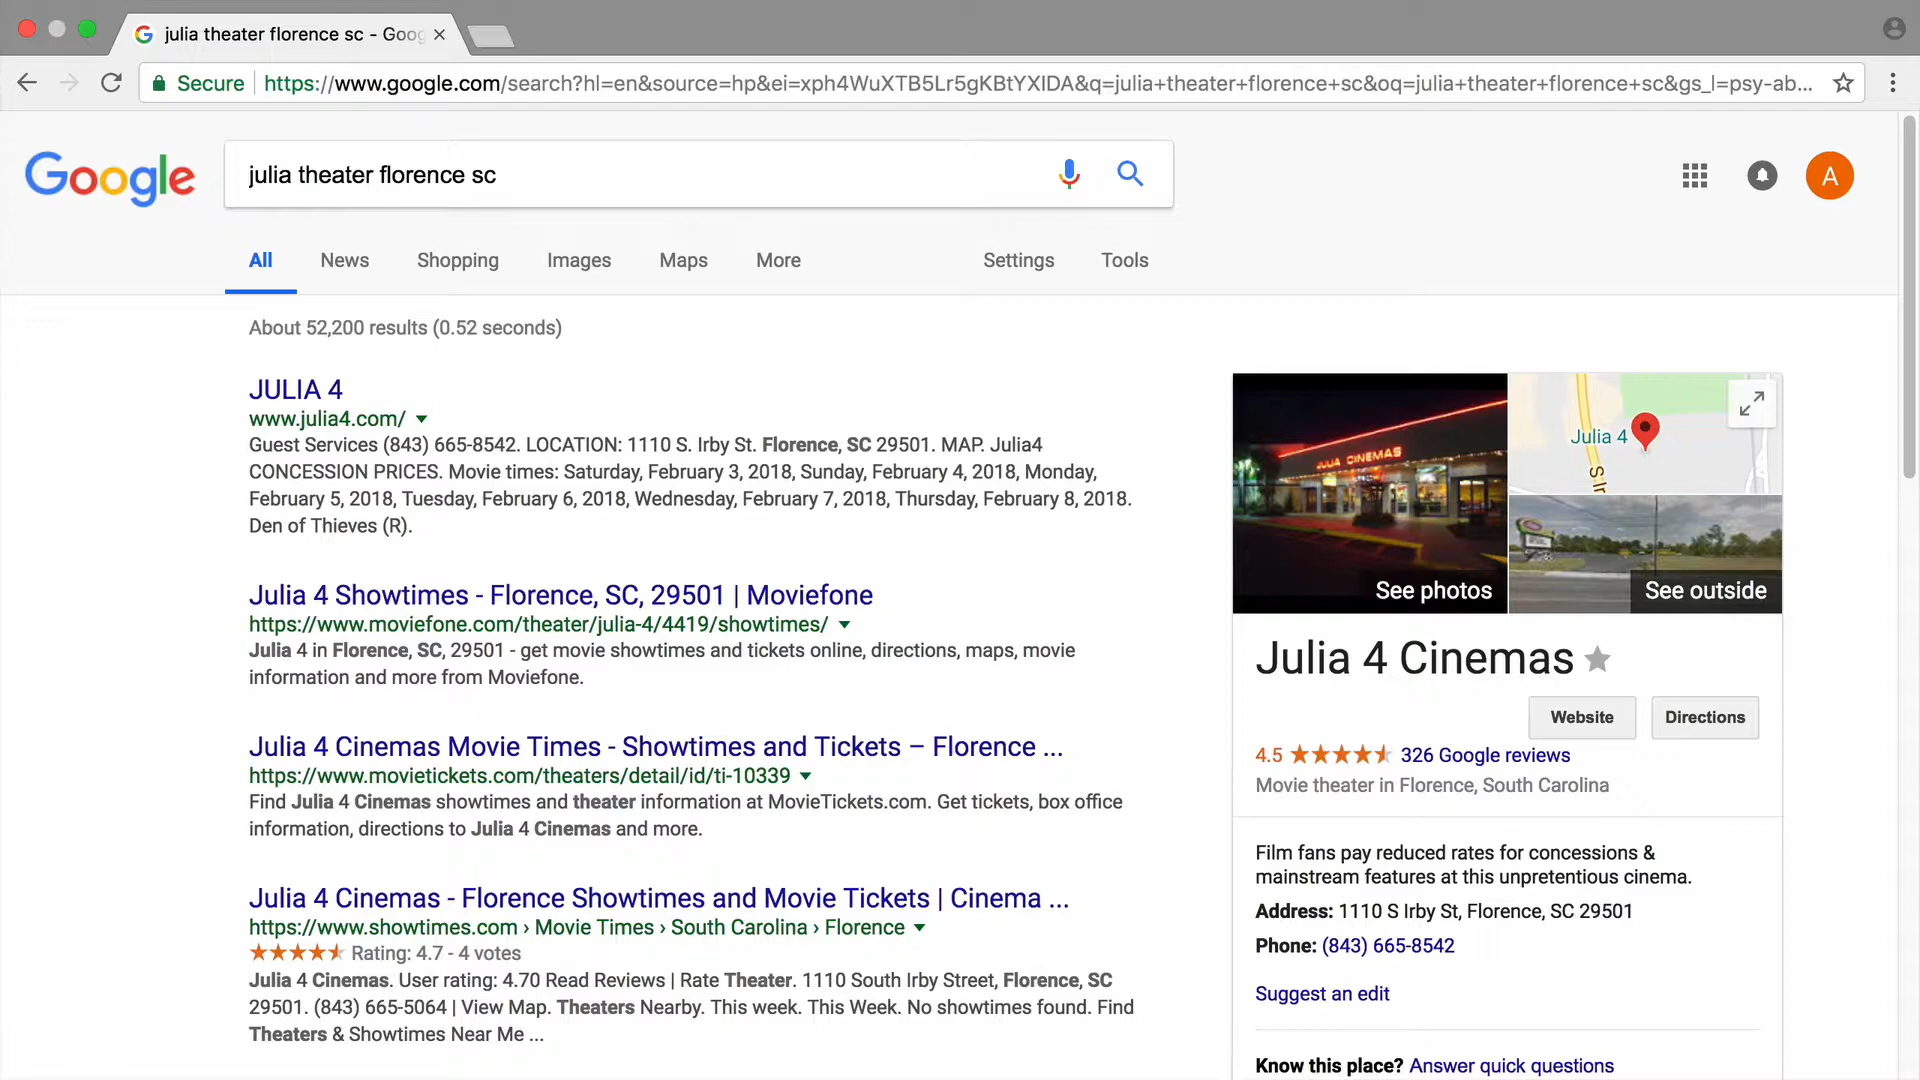 julia theater florence sc - Goog
Secure https://www.google.com/search?hl=en&source=hp&ei=xph4WuXTB5Lr5gKBtYXIDA&q=julia+theater+florence+sc&oq=julia+theater+florence+sc&gs_l=psy-ab...
Google
julia theater florence sc
A
All News Shopping Images Maps More Settings Tools
About 52,200 results (0.52 seconds)
JULIA 4
www.julia4.com/
Guest Services (843) 665-8542. LOCATION: 1110 S. Irby St. Florence, SC 29501. MAP. Julia4
CONCESSION PRICES. Movie times: Saturday, February 3, 2018, Sunday, February 4, 2018, Monday,
February 5, 2018, Tuesday, February 6, 2018, Wednesday, February 7, 2018, Thursday, February 8, 2018.
Den of Thieves (R).
Julia 4 Showtimes - Florence, SC, 29501 | Moviefone
https://www.moviefone.com/theater/julia-4/4419/showtimes/
Julia 4 in Florence, SC, 29501 - get movie showtimes and tickets online, directions, maps, movie
information and more from Moviefone.
Julia 4 Cinemas Movie Times - Showtimes and Tickets – Florence ...
https://www.movietickets.com/theaters/detail/id/ti-10339
Find Julia 4 Cinemas showtimes and theater information at MovieTickets.com. Get tickets, box office
information, directions to Julia 4 Cinemas and more.
Julia 4 Cinemas - Florence Showtimes and Movie Tickets | Cinema ...
https://www.showtimes.com › Movie Times › South Carolina › Florence
Rating: 4.7 - 4 votes
Julia 4 Cinemas. User rating: 4.70 Read Reviews | Rate Theater. 1110 South Irby Street, Florence, SC
29501. (843) 665-5064 | View Map. Theaters Nearby. This week. This Week. No showtimes found. Find
Theaters & Showtimes Near Me ...
JULIA CINEMAS
See photos
Julia 4
S Ir
See outside
Julia 4 Cinemas
Website Directions
4.5 326 Google reviews
Movie theater in Florence, South Carolina
Film fans pay reduced rates for concessions &
mainstream features at this unpretentious cinema.
Address: 1110 S Irby St, Florence, SC 29501
Phone: (843) 665-8542
Suggest an edit
Know this place? Answer quick questions